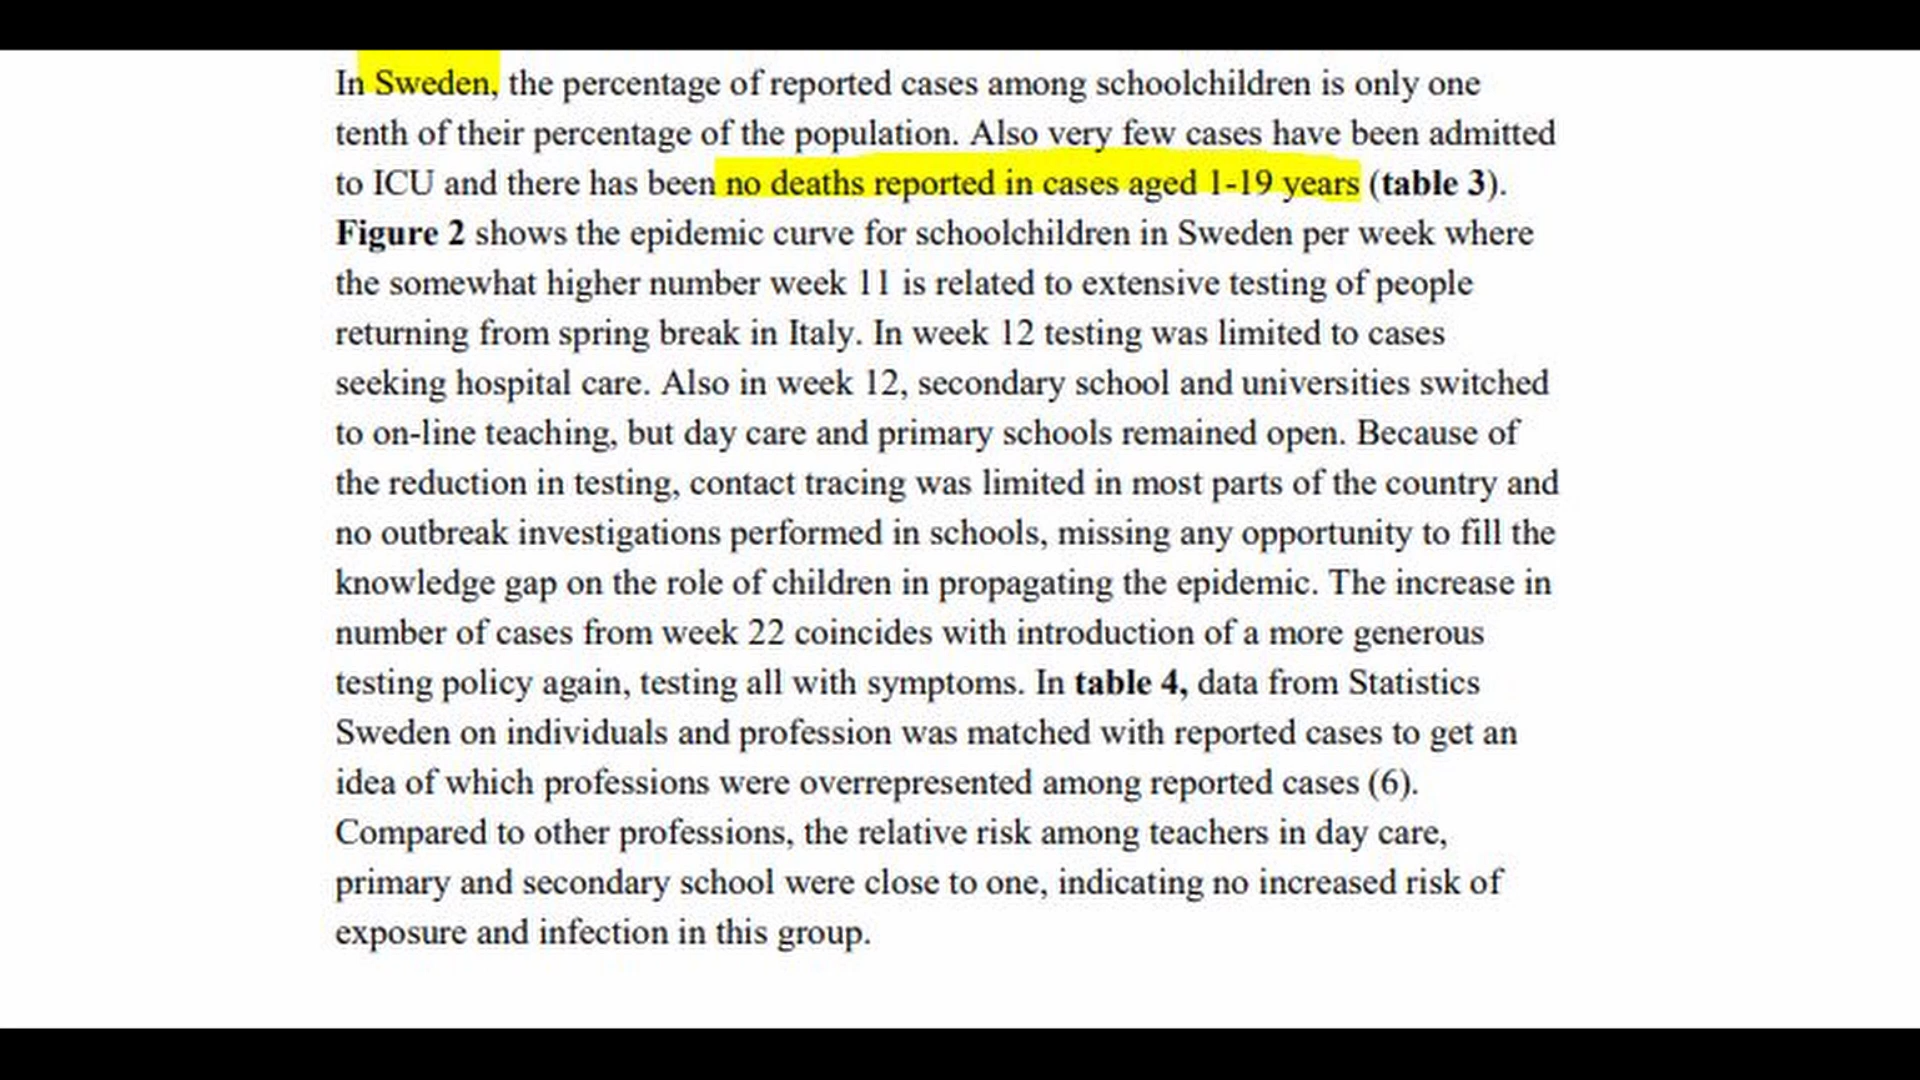 In Sweden, the percentage of reported cases among schoolchildren is only one
tenth of their percentage of the population. Also very few cases have been admitted
to ICU and there has been no deaths reported in cases aged 1-19 years (table 3).
Figure 2 shows the epidemic curve for schoolchildren in Sweden per week where
the somewhat higher number week 11 is related to extensive testing of people
returning from spring break in Italy. In week 12 testing was limited to cases
seeking hospital care. Also in week 12, secondary school and universities switched
to on-line teaching, but day care and primary schools remained open. Because of
the reduction in testing, contact tracing was limited in most parts of the country and
no outbreak investigations performed in schools, missing any opportunity to fill the
knowledge gap on the role of children in propagating the epidemic. The increase in
number of cases from week 22 coincides with introduction of a more generous
testing policy again, testing all with symptoms. In table 4, data from Statistics
Sweden on individuals and profession was matched with reported cases to get an
idea of which professions were overrepresented among reported cases (6).
Compared to other professions, the relative risk among teachers in day care,
primary and secondary school were close to one, indicating no increased risk of
exposure and infection in this group.